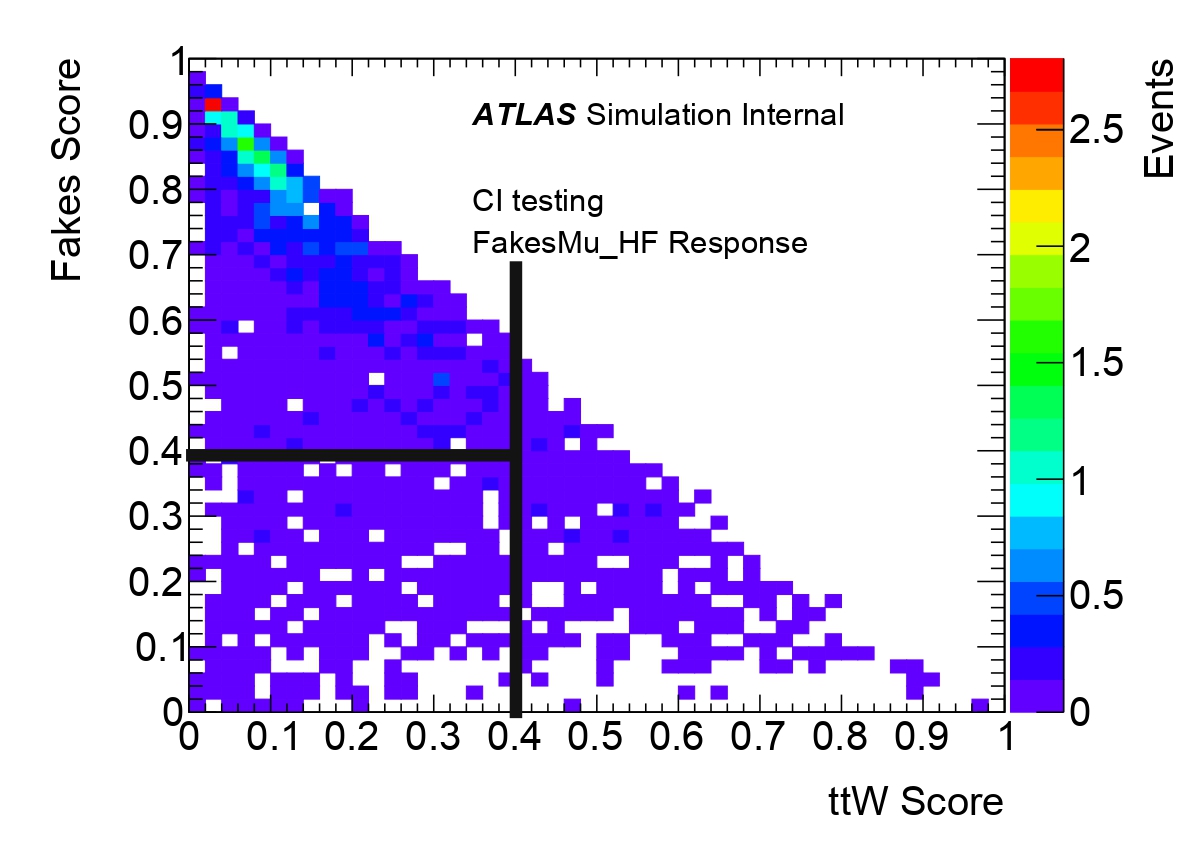 ATLAS Simulation Internal
CI testing
FakesMu_HF Response
Fakes Score
1
0.9
0.8
0.7
0.6
0.5
0.4
0.3
0.2
0.1
0
0 0.1 0.2 0.3 0.4 0.5 0.6 0.7 0.8 0.9 1
ttW Score
Events
2.5
2
1.5
1
0.5
0